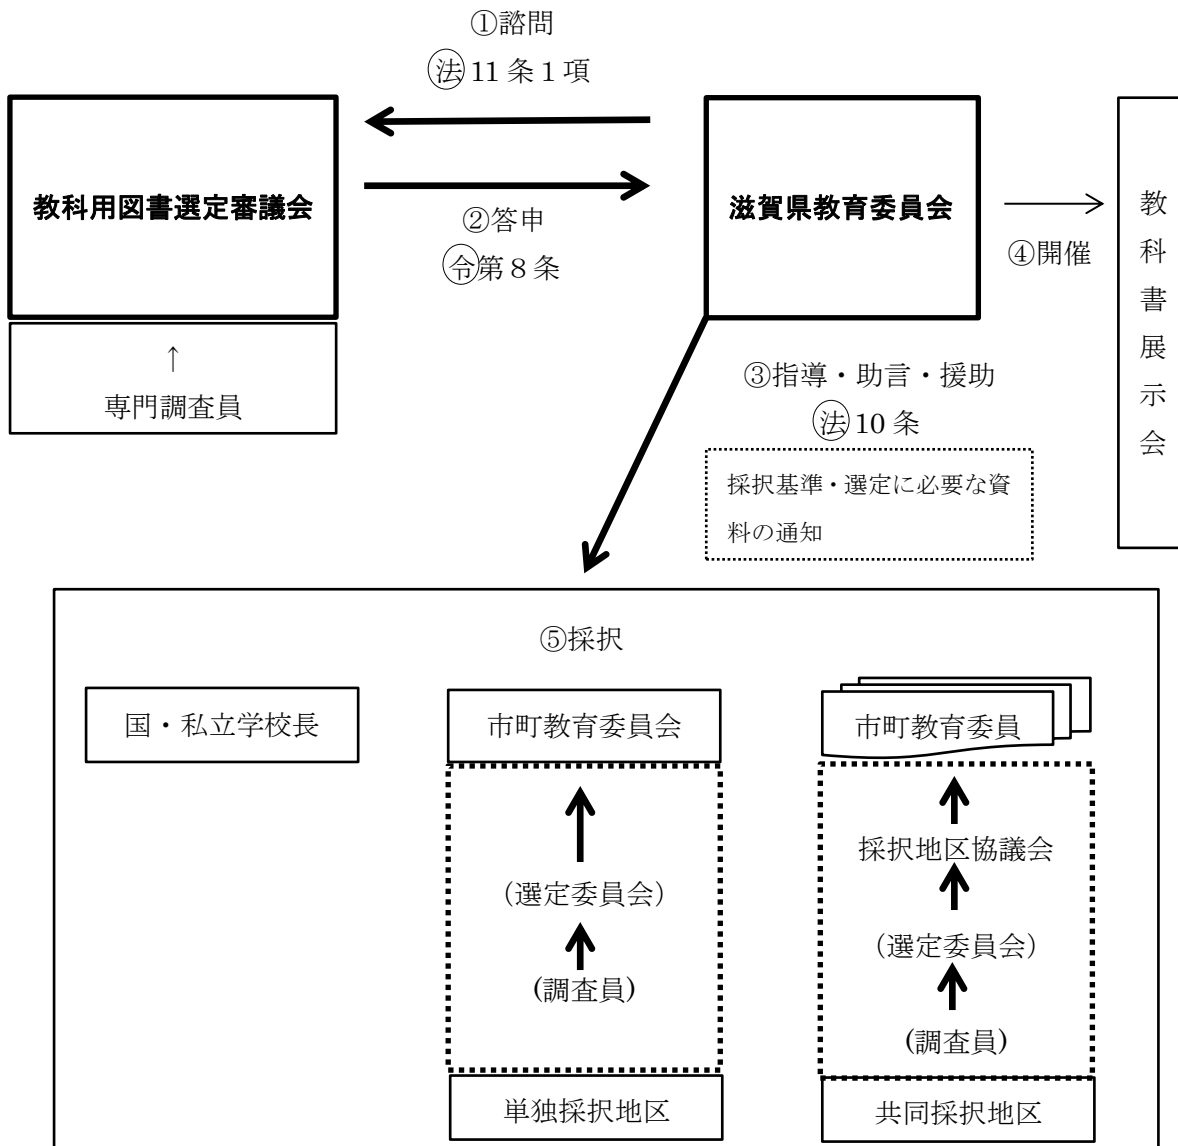 ①諮問
法11条1項
教科用図書選定審議会
②答申
令第8条
↑
専門調査員
滋賀県教育委員会
④開催
教科書展示会
③指導・助言・援助
法10条
採択基準・選定に必要な資
料の通知
⑤採択
国・私立学校長
市町教育委員会
(選定委員会)
(調査員)
単独採択地区
市町教育委員
採択地区協議会
(選定委員会)
(調査員)
共同採択地区